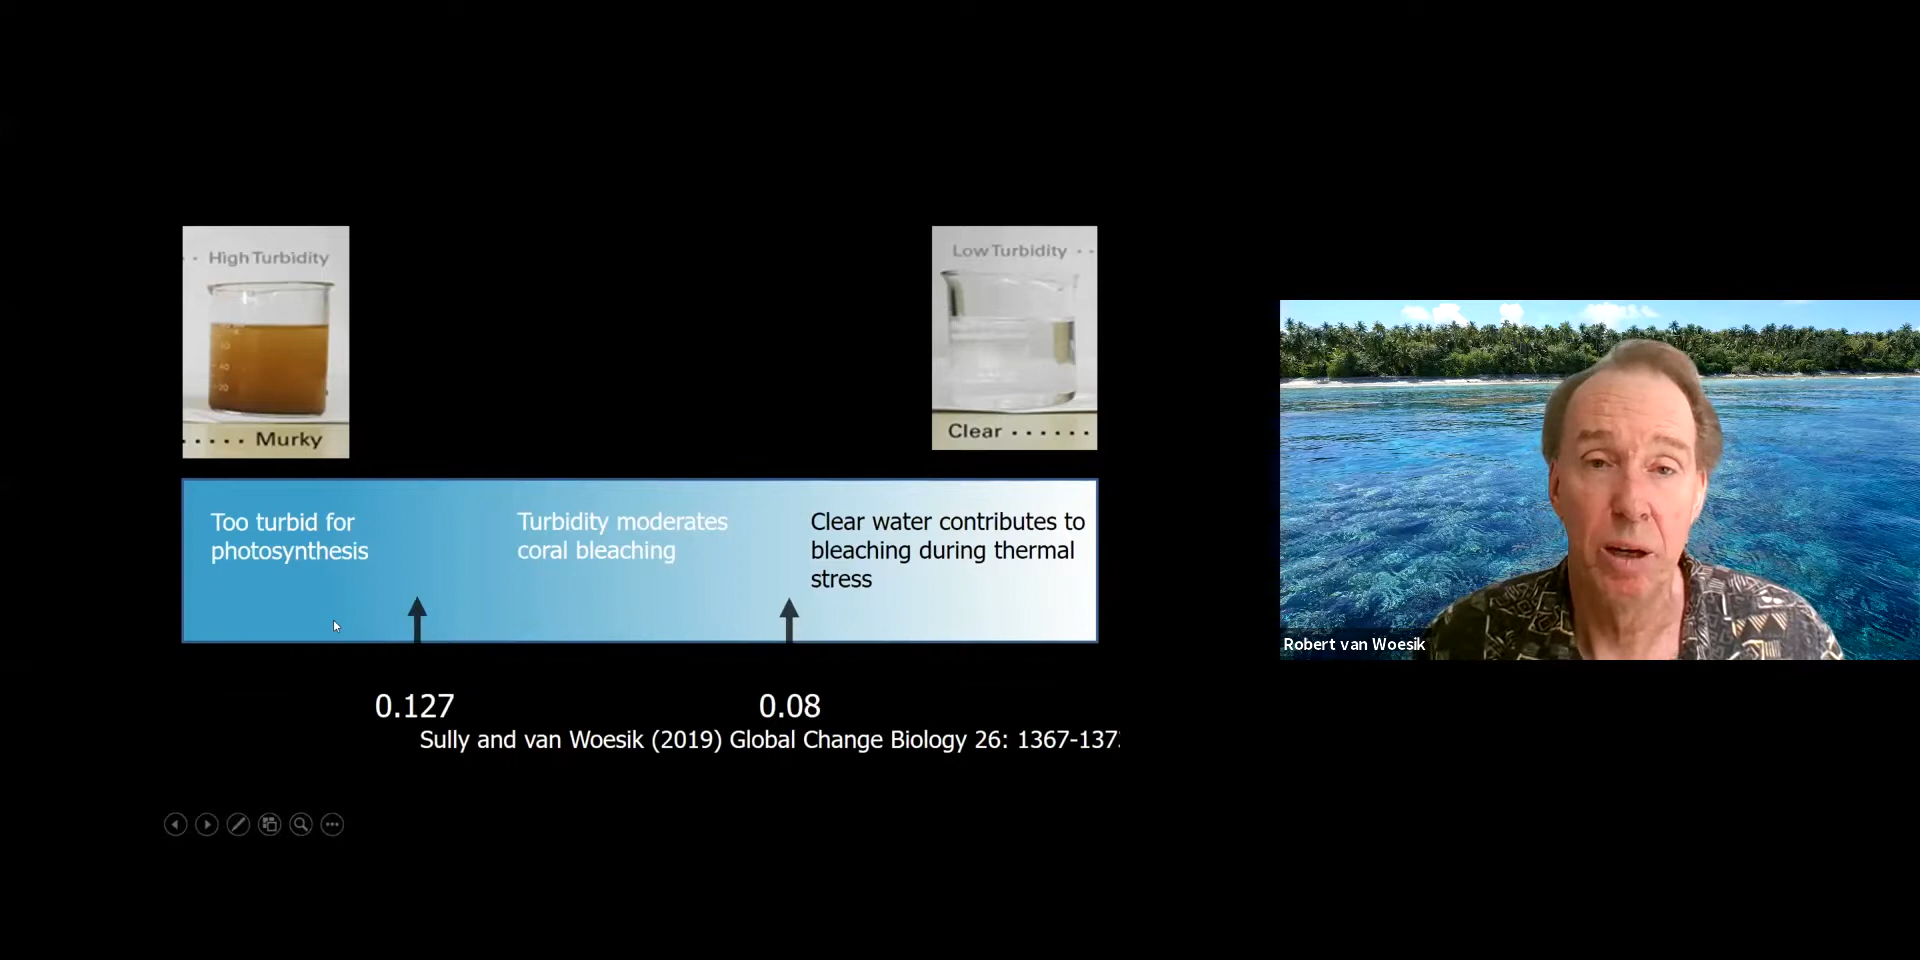 High Turbidity
Murky
Low Turbidity
Clear
Too turbid for
photosynthesis
Turbidity moderates
coral bleaching
Clear water contributes to
bleaching during thermal
stress
0.127
0.08
Sully and van Woesik (2019) Global Change Biology 26: 1367-137
Robert van Woesik